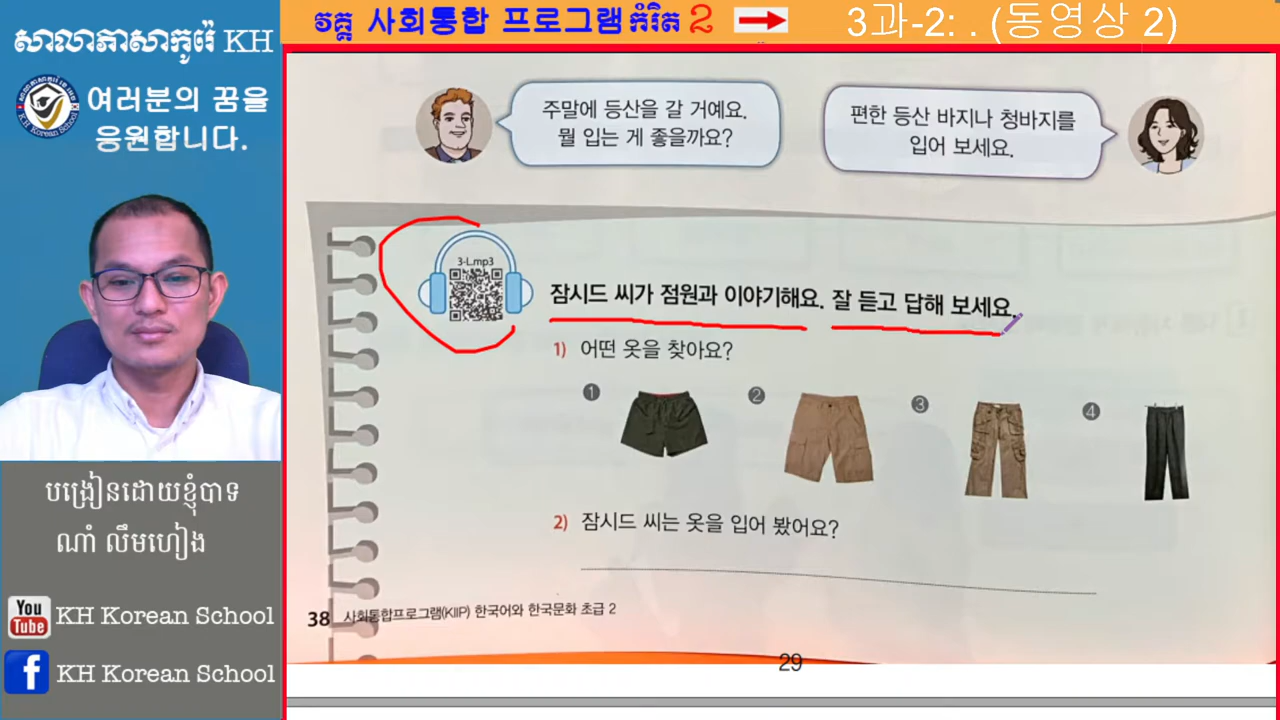 សាលាភាសាកូរ៉េ KH
여러분의 꿈을
응원합니다.
វគ្គ 사회통합 프로그램 កំរិត 2
3과-2: . (동영상 2)
주말에 등산을 갈 거예요.
뭘 입는 게 좋을까요?
편한 등산 바지나 청바지를
입어 보세요.
3-L.mp3
잠시드 씨가 점원과 이야기해요. 잘 듣고 답해 보세요.
1) 어떤 옷을 찾아요?
1
2
3
4
2) 잠시드 씨는 옷을 입어 봤어요?
38 사회통합프로그램(KIIP) 한국어와 한국문화 초급 2
29
បង្រៀនដោយខ្ញុំបាទ
ណាំ លឹមហៀង
You Tube KH Korean School
f KH Korean School